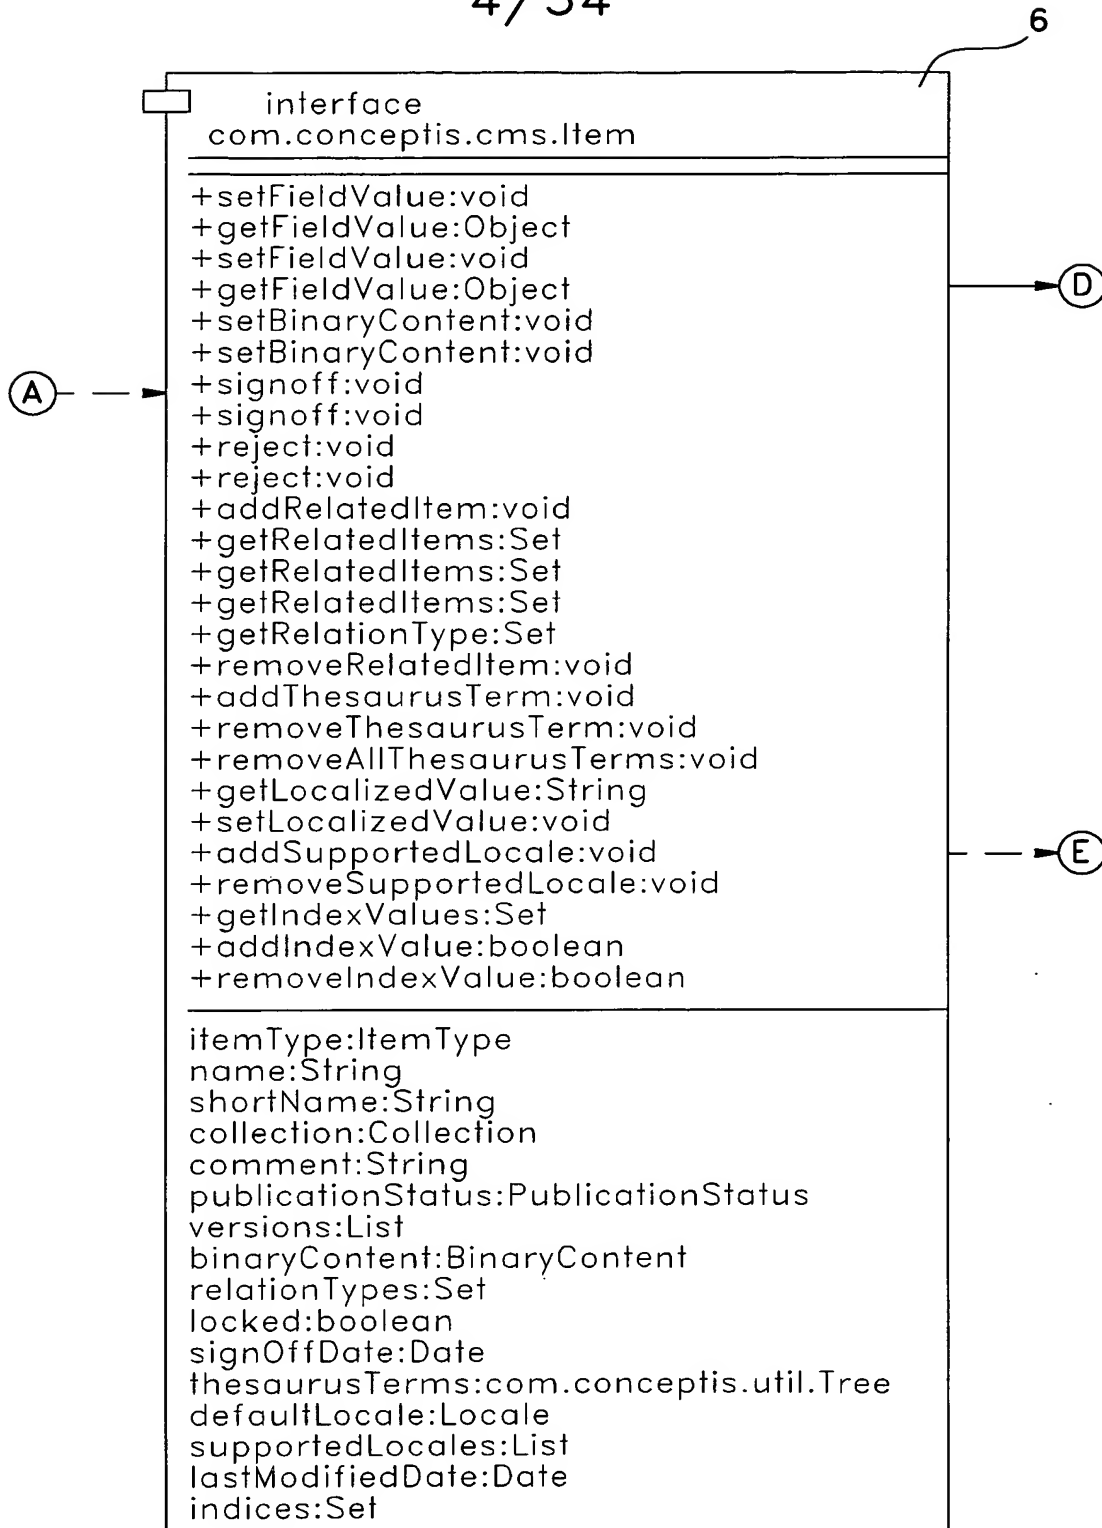 4/54
6
interface
com.conceptis.cms.Item
+setFieldValue:void
+getFieldValue:Object
+setFieldValue:void
+getFieldValue:Object
+setBinaryContent:void
+setBinaryContent:void
+signoff:void
+signoff:void
+reject:void
+reject:void
+addRelatedItem:void
+getRelatedItems:Set
+getRelatedItems:Set
+getRelatedItems:Set
+getRelationType:Set
+removeRelatedItem:void
+addThesaurusTerm:void
+removeThesaurusTerm:void
+removeAllThesaurusTerms:void
+getLocalizedValue:String
+setLocalizedValue:void
+addSupportedLocale:void
+removeSupportedLocale:void
+getIndexValues:Set
+addIndexValue:boolean
+removeIndexValue:boolean
itemType:ItemType
name:String
shortName:String
collection:Collection
comment:String
publicationStatus:PublicationStatus
versions:List
binaryContent:BinaryContent
relationTypes:Set
locked:boolean
signOffDate:Date
thesaurusTerms:com.conceptis.util.Tree
defaultLocale:Locale
supportedLocales:List
lastModifiedDate:Date
indices:Set
A
D
E